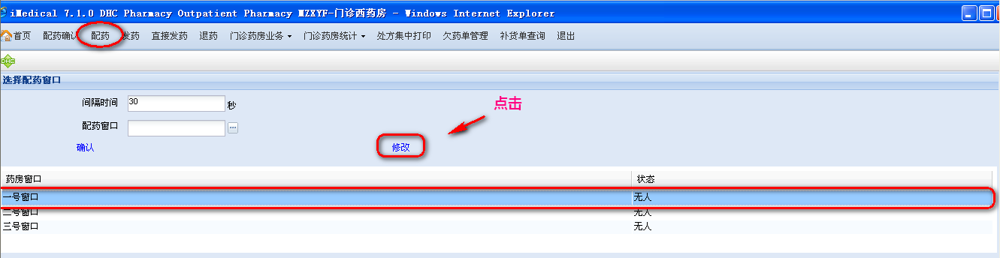 iMedical 7.1.0 DHC Pharmacy Outpatient Pharmacy MZXYF-门诊西药房 - Windows Internet Explorer
首页 配药确认 配药 发药 直接发药 退药 门诊药房业务 门诊药房统计 处方集中打印 欠药单管理 补货单查询 退出
DHC
选择配药窗口
间隔时间 30 秒
点击
配药窗口
确认 修改
药房窗口 状态
一号窗口 无人
二号窗口 无人
三号窗口 无人